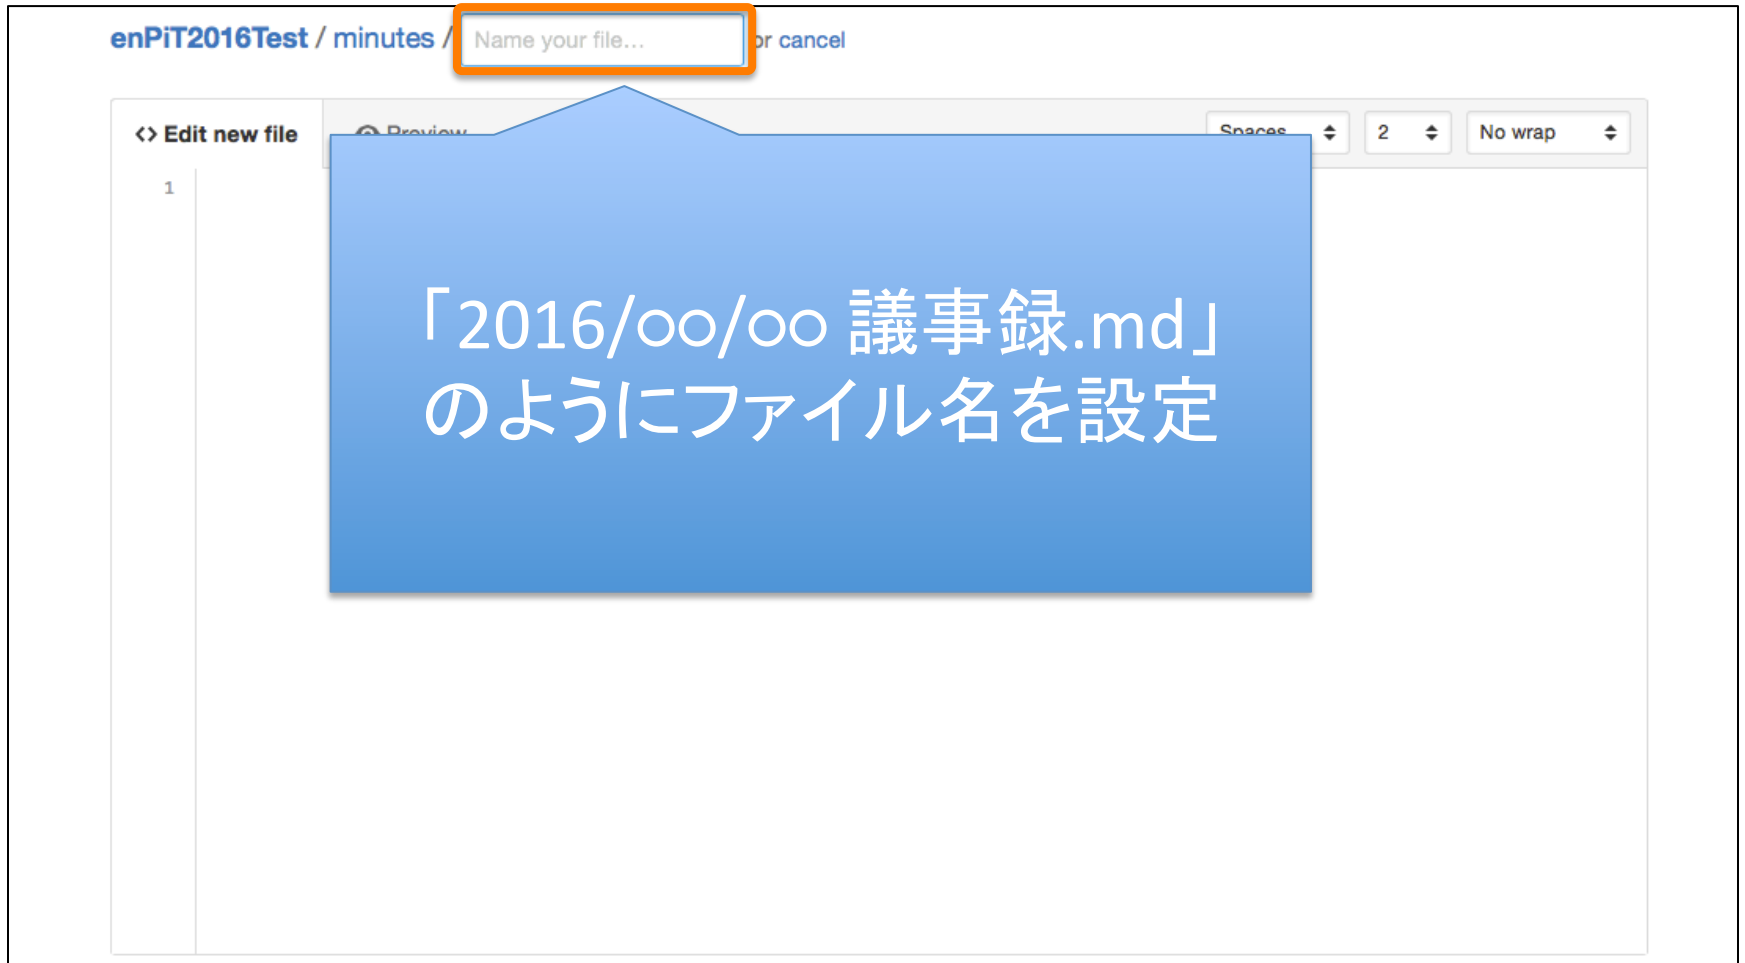 enPiT2016Test / minutes / Name your file... or cancel
<> Edit new file Preview Spaces 2 No wrap
1
「2016/○○/○○ 議事録.md」
のようにファイル名を設定